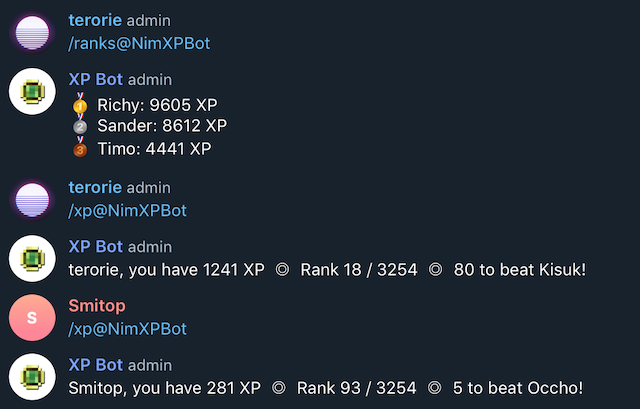 terorie admin
/ranks@NimXPBot
XP Bot admin
🥇 Richy: 9605 XP
🥈 Sander: 8612 XP
🥉 Timo: 4441 XP
terorie admin
/xp@NimXPBot
XP Bot admin
terorie, you have 1241 XP ◎ Rank 18 / 3254 ◎ 80 to beat Kisuk!
Smitop
S
/xp@NimXPBot
XP Bot admin
Smitop, you have 281 XP ◎ Rank 93 / 3254 ◎ 5 to beat Occho!